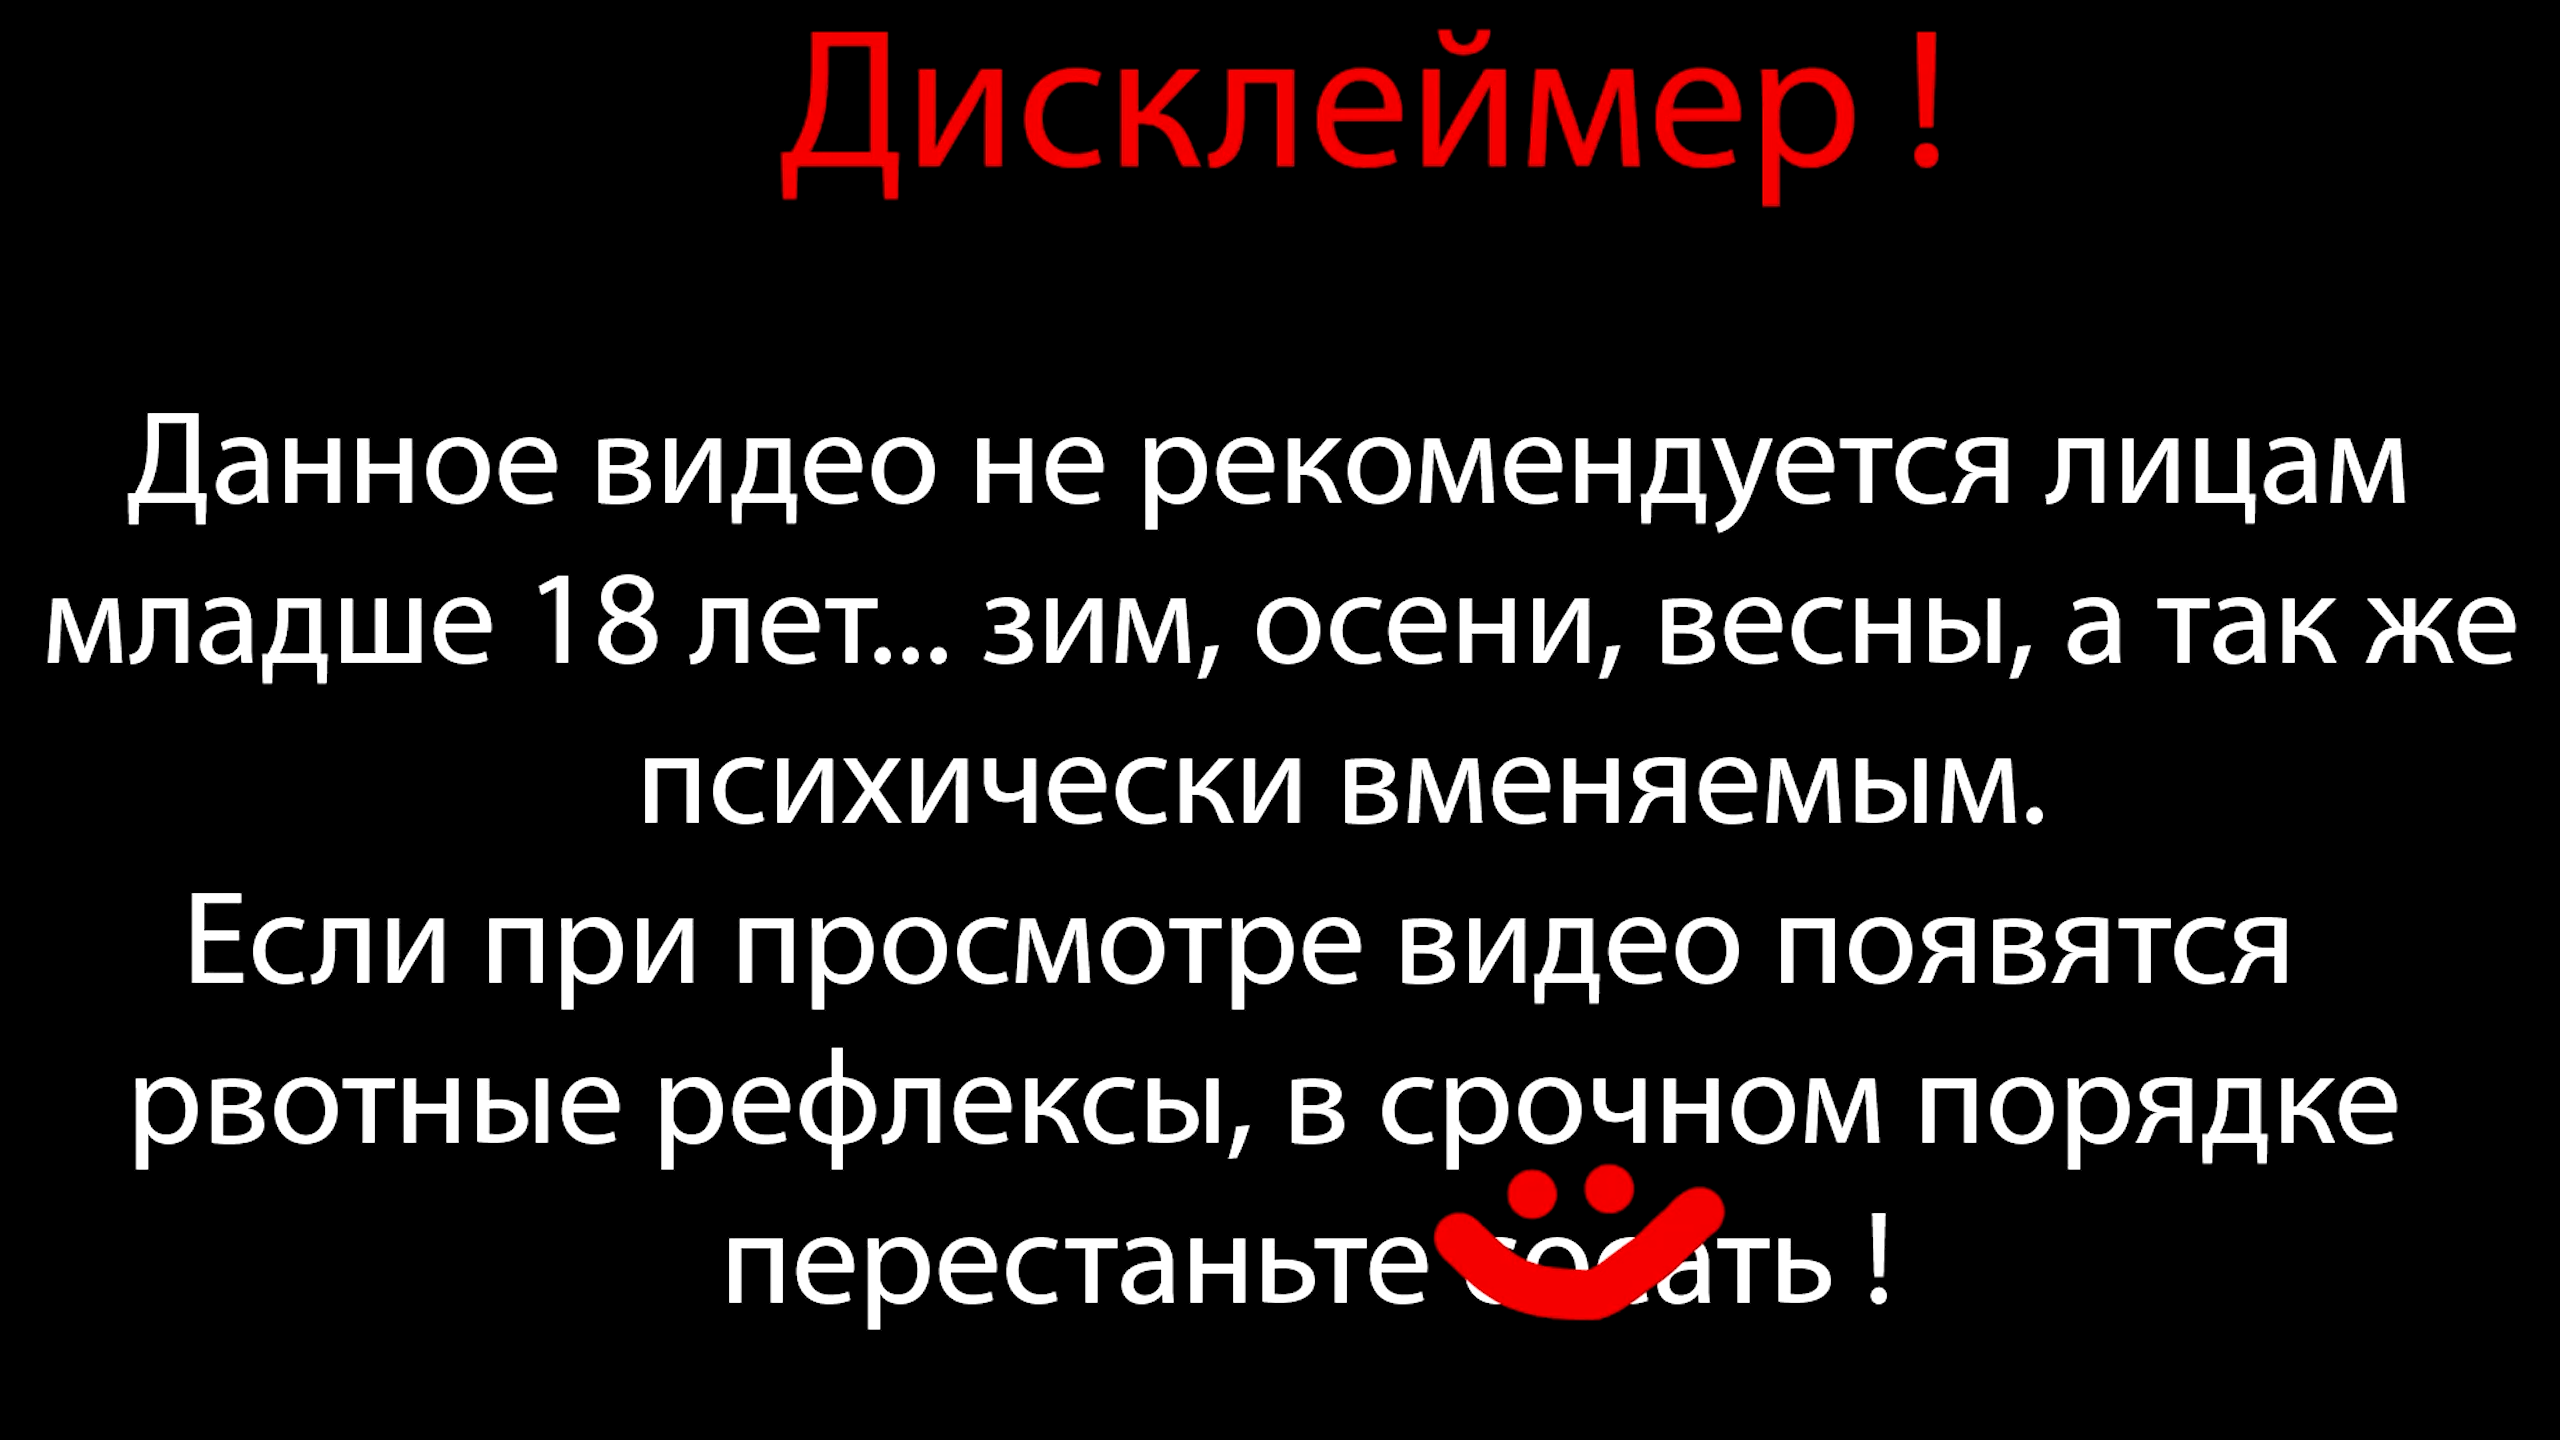 Дисклеймер !
Данное видео не рекомендуется лицам
младше 18 лет... зим, осени, весны, а так же
психически вменяемым.
Если при просмотре видео появятся
рвотные рефлексы, в срочном порядке
перестаньте сосать !